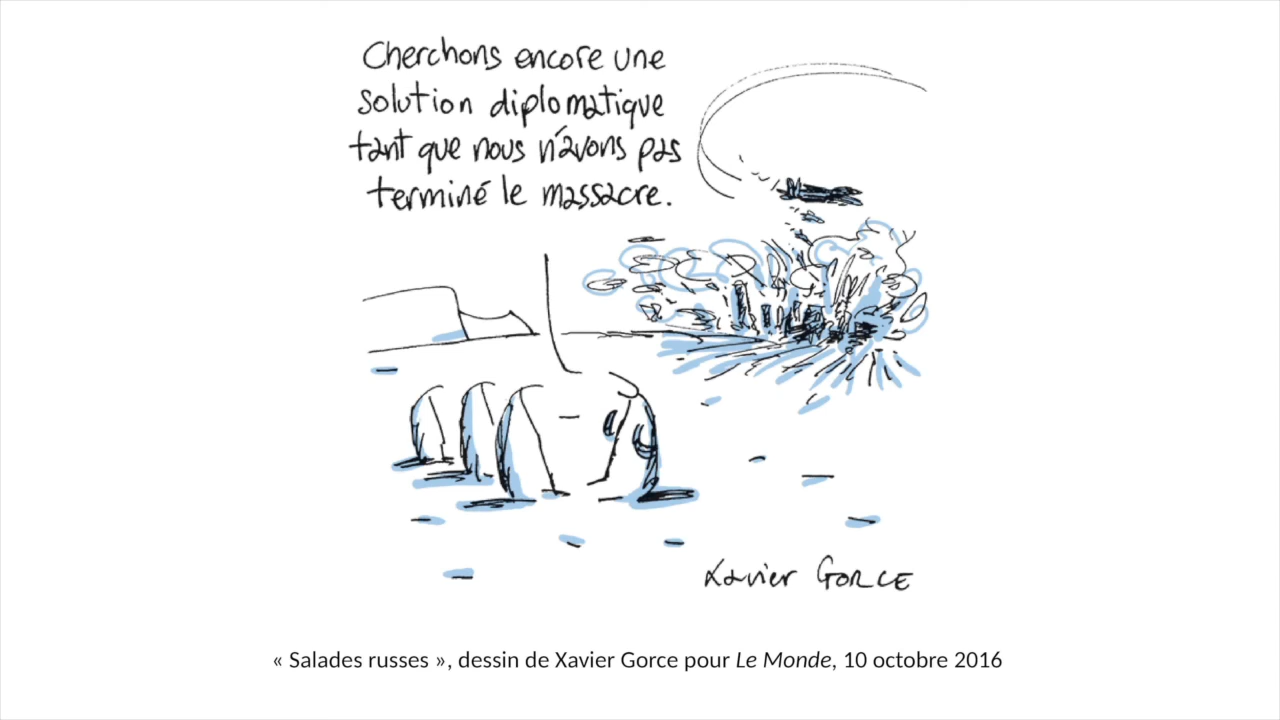 Cherchons encore une
solution diplomatique
tant que nous n'avons pas
terminé le massacre.
Xavier GORCE
« Salades russes », dessin de Xavier Gorce pour Le Monde, 10 octobre 2016